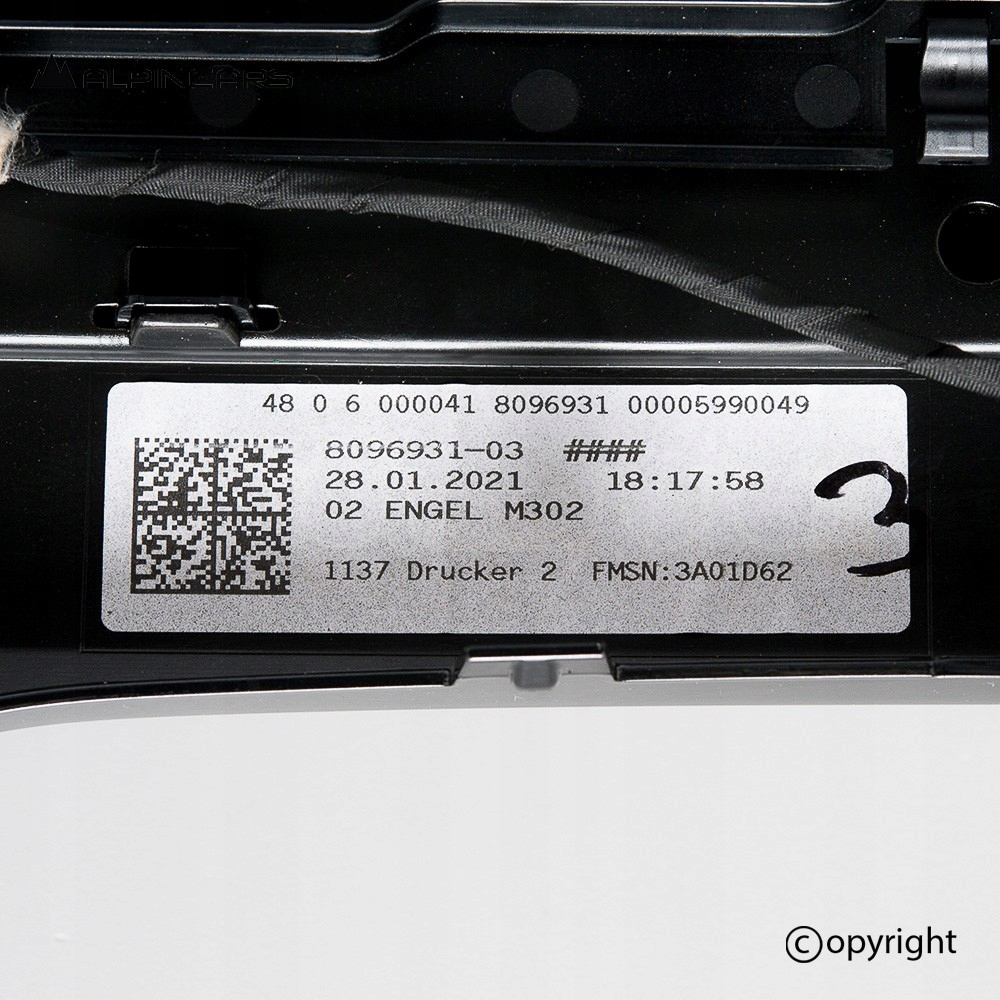 ALPINCARS
48 0 6 000041 8096931 00005990049
8096931-03 ####
28.01.2021 18:17:58
02 ENGEL M302
1137 Drucker 2 FMSN:3A01D62
3
©opyright